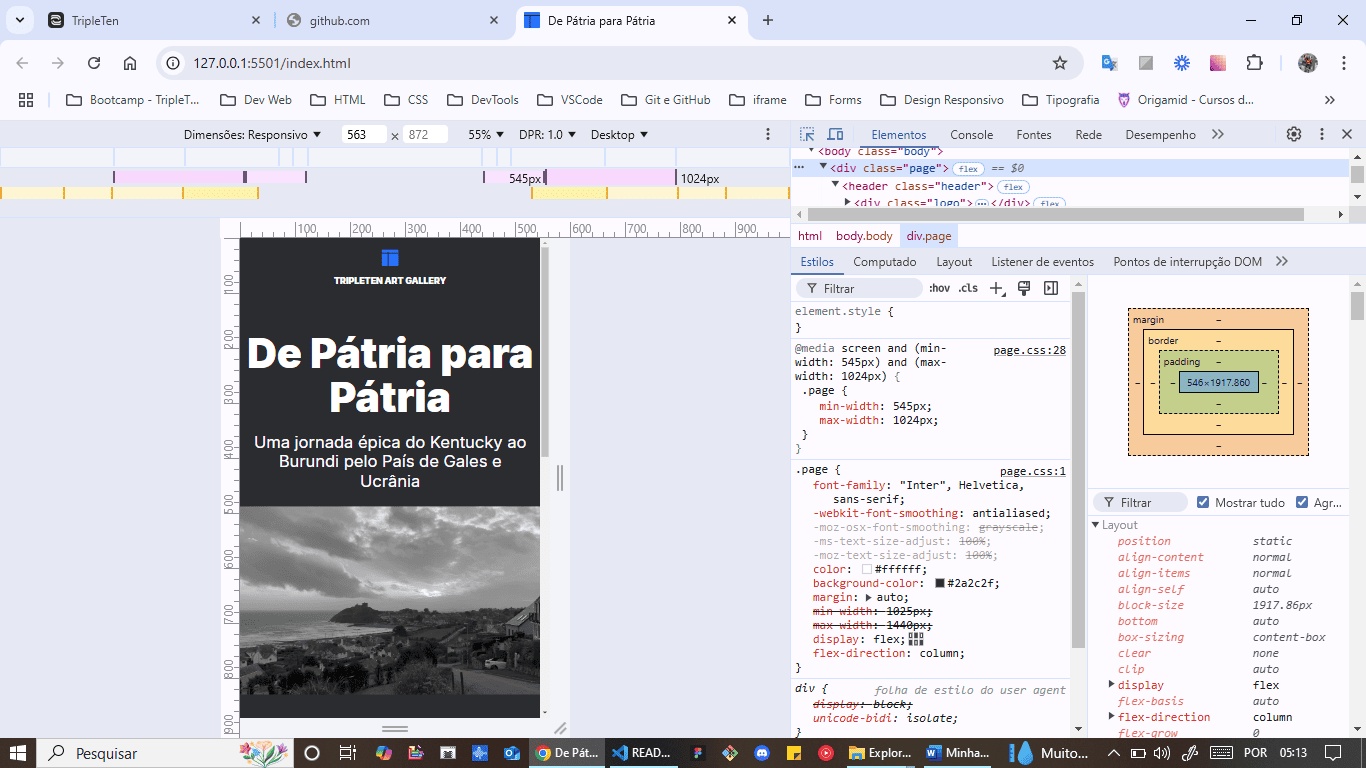 TripleTen
github.com
De Pátria para Pátria
127.0.0.1:5501/index.html
Bootcamp - TripleT...
Dev Web
HTML
CSS
DevTools
VSCode
Git e GitHub
iframe
Forms
Design Responsivo
Tipografia
Origamid - Cursos d...
Dimensões: Responsivo
563
×
872
55%
DPR: 1.0
Desktop
545px
1024px
100
200
300
400
500
600
700
800
900
100
200
300
400
500
600
700
800
900
TRIPLETEN ART GALLERY
De Pátria para
Pátria
Uma jornada épica do Kentucky ao
Burundi pelo País de Gales e
Ucrânia
Elementos
Console
Fontes
Rede
Desempenho
<body class="body">
<div class="page"> flex == $0
<header class="header"> flex
<div class="logo"> ⋯ </div> flex
html
body.body
div.page
Estilos
Computado
Layout
Listener de eventos
Pontos de interrupção DOM
Filtrar
:hov
.cls
element.style {
}
@media screen and (min-
width: 545px) and (max-
width: 1024px) {
page.css:28
.page {
min-width: 545px;
max-width: 1024px;
}
}
.page {
page.css:1
font-family: "Inter", Helvetica,
sans-serif;
-webkit-font-smoothing: antialiased;
-moz-osx-font-smoothing: grayscale;
-ms-text-size-adjust: 100%;
-moz-text-size-adjust: 100%;
color: #ffffff;
background-color: #2a2c2f;
margin: auto;
min-width: 1025px;
max-width: 1440px;
display: flex;
flex-direction: column;
}
div {
folha de estilo do user agent
display: block;
unicode-bidi: isolate;
}
margin
–
border
–
padding
–
– – – 546×1917.860 – – –
–
–
–
Filtrar
Mostrar tudo
Agr...
Layout
position static
align-content normal
align-items normal
align-self auto
block-size 1917.86px
bottom auto
box-sizing content-box
clear none
clip auto
display flex
flex-basis auto
flex-direction column
flex-grow 0
Pesquisar
De Pát...
READ...
Explor...
Minha...
Muito...
POR
05:13